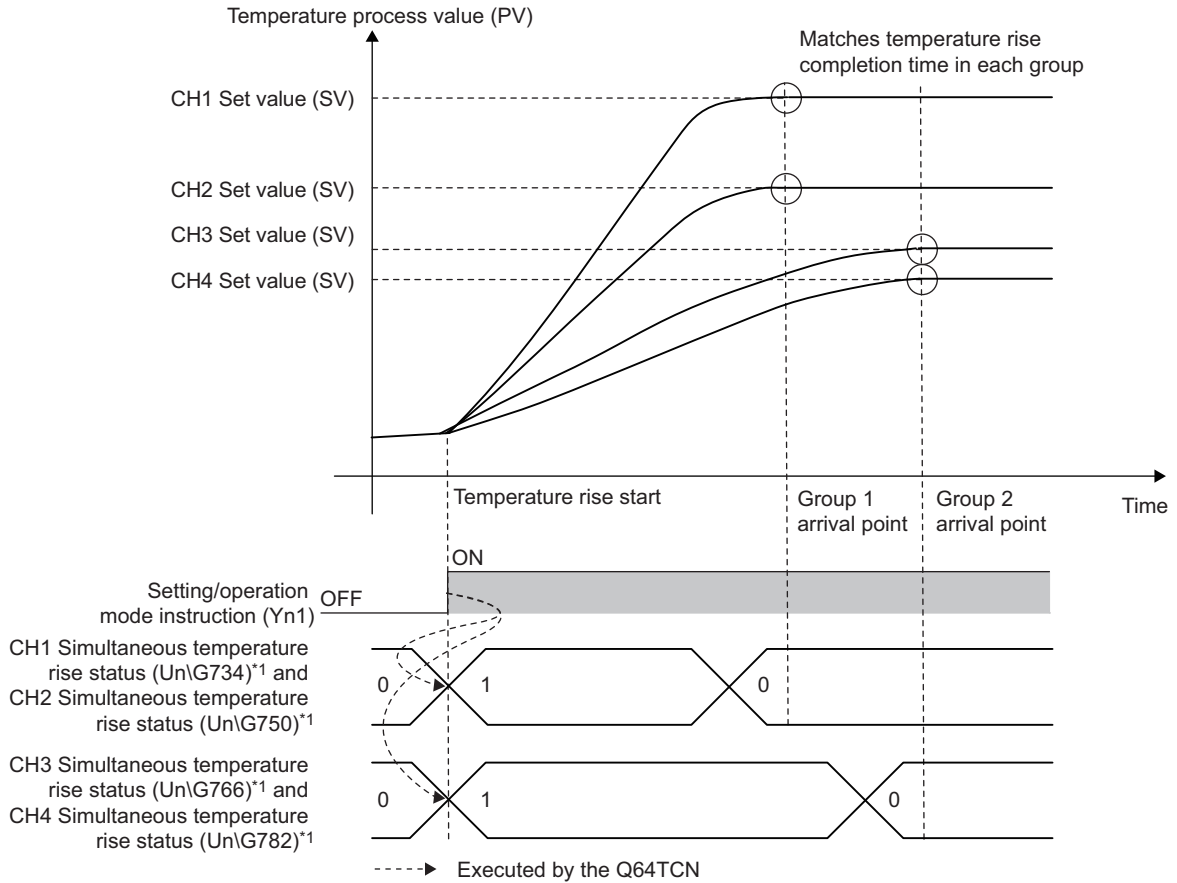 Temperature process value (PV)
Matches temperature rise
completion time in each group
CH1 Set value (SV)
CH2 Set value (SV)
CH3 Set value (SV)
CH4 Set value (SV)
Temperature rise start
Group 1
arrival point
Group 2
arrival point
Time
ON
Setting/operation
mode instruction (Yn1)
OFF
CH1 Simultaneous temperature
rise status (Un\G734)*1 and
CH2 Simultaneous temperature
rise status (Un\G750)*1
0
1
0
CH3 Simultaneous temperature
rise status (Un\G766)*1 and
CH4 Simultaneous temperature
rise status (Un\G782)*1
0
1
0
Executed by the Q64TCN